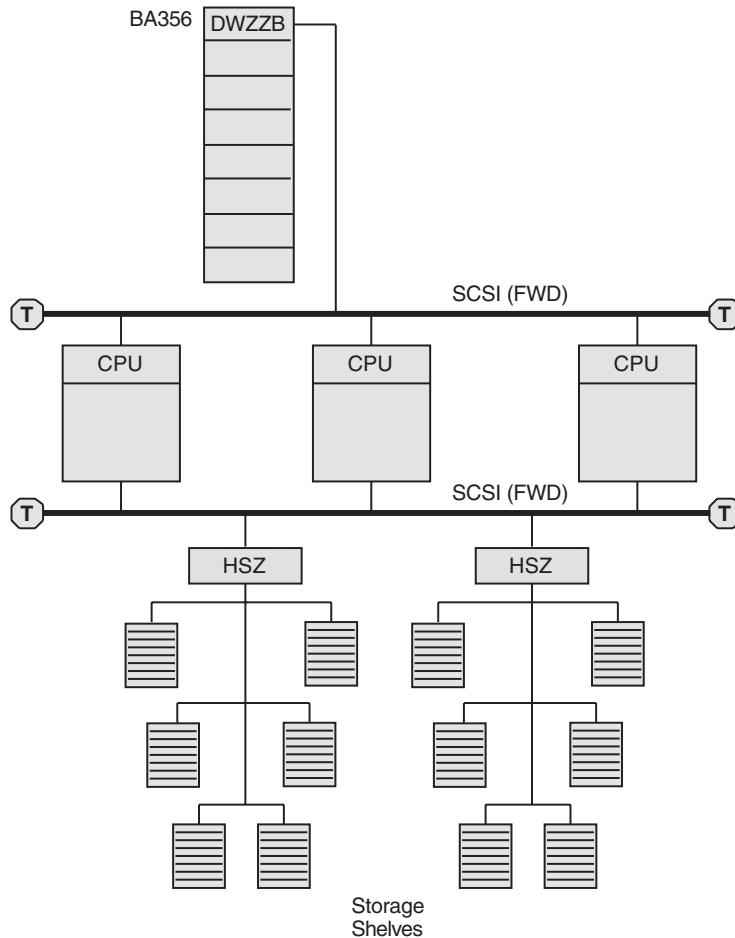 BA356
DWZZB
SCSI (FWD)
T
T
CPU
CPU
CPU
SCSI (FWD)
T
T
HSZ
HSZ
Storage
Shelves